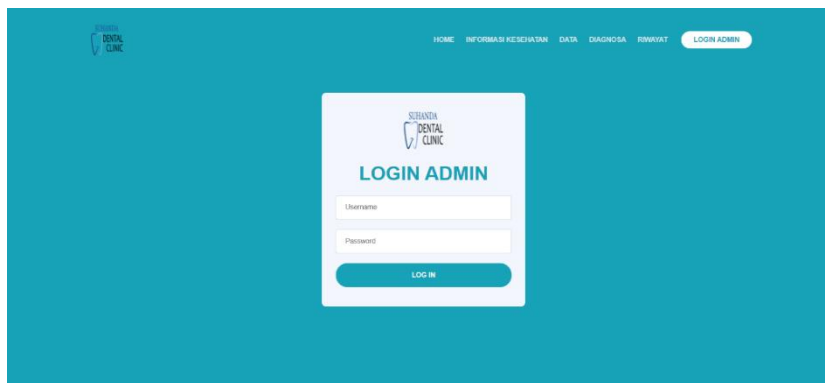 SUHANDA
DENTAL
CLINIC
HOME INFORMASI KESEHATAN DATA DIAGNOSA RIWAYAT LOGIN ADMIN
SUHANDA
DENTAL
CLINIC
LOGIN ADMIN
Username
Password
LOG IN